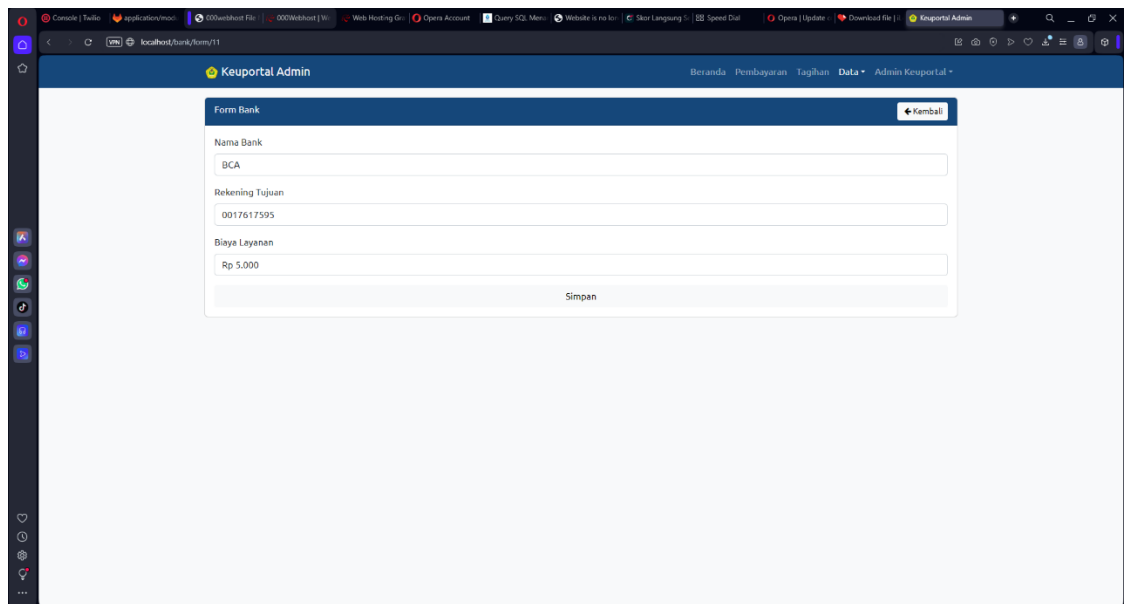 Console | Twilio
application/mod
000webhost File
000Webhost | W
Web Hosting Gra
Opera Account
Query SQL Mena
Website is no lon
Skor Langsung S
Speed Dial
Opera | Update
Download file | i
Keuportal Admin
VPN localhost/bank/form/11
Keuportal Admin
Beranda Pembayaran Tagihan Data Admin Keuportal
Form Bank
Kembali
Nama Bank
BCA
Rekening Tujuan
0017617595
Biaya Layanan
Rp 5.000
Simpan